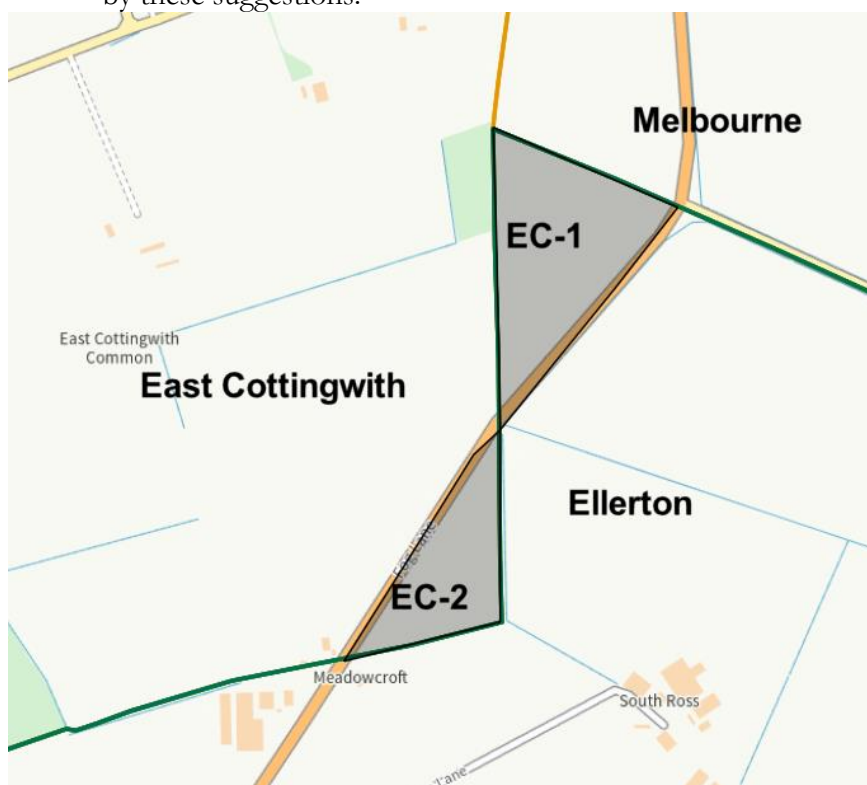 by these suggestions.
Melbourne
EC-1
East Cottingwith
Common
East Cottingwith
Ellerton
EC-2
Meadowcroft
South Ross